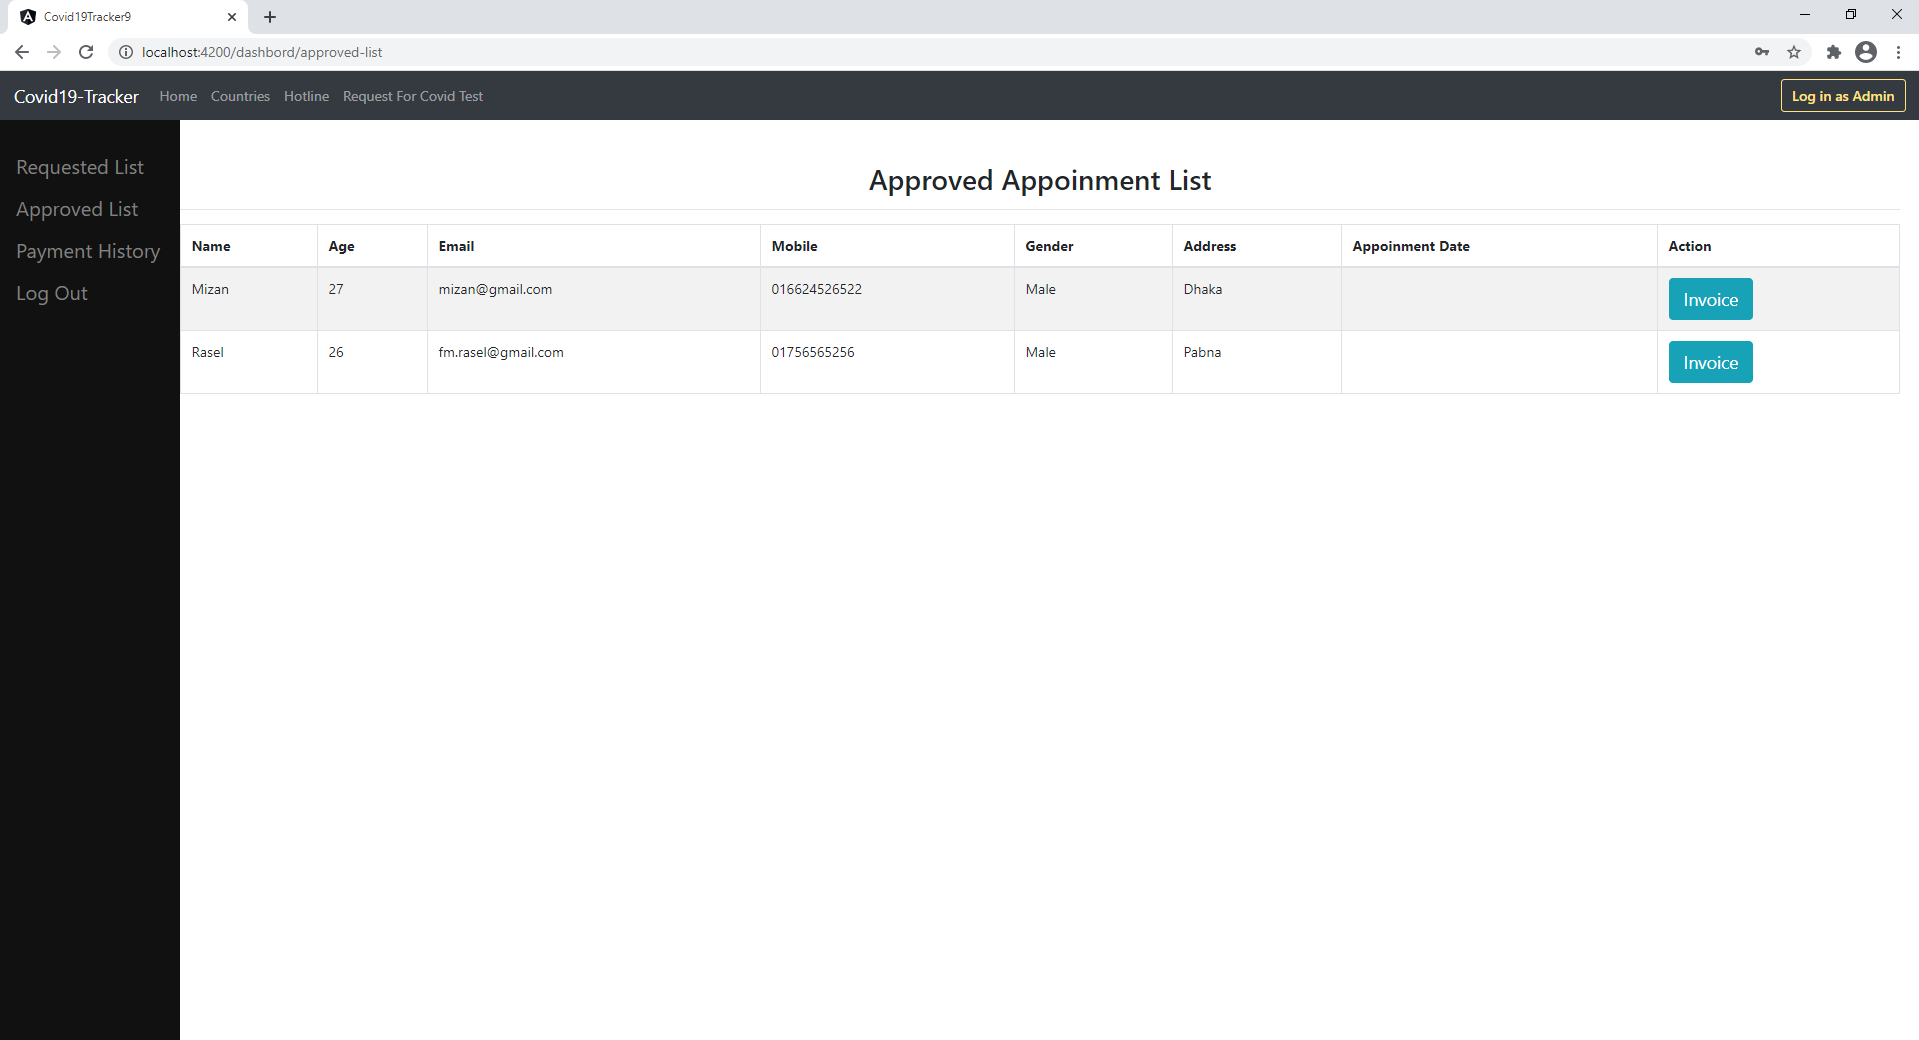 Covid19Tracker9
localhost:4200/dashbord/approved-list
Covid19-Tracker Home Countries Hotline Request For Covid Test Log in as Admin
Requested List
Approved List
Payment History
Log Out
Approved Appoinment List
Name Age Email Mobile Gender Address Appoinment Date Action
Mizan 27 mizan@gmail.com 016624526522 Male Dhaka Invoice
Rasel 26 fm.rasel@gmail.com 01756565256 Male Pabna Invoice